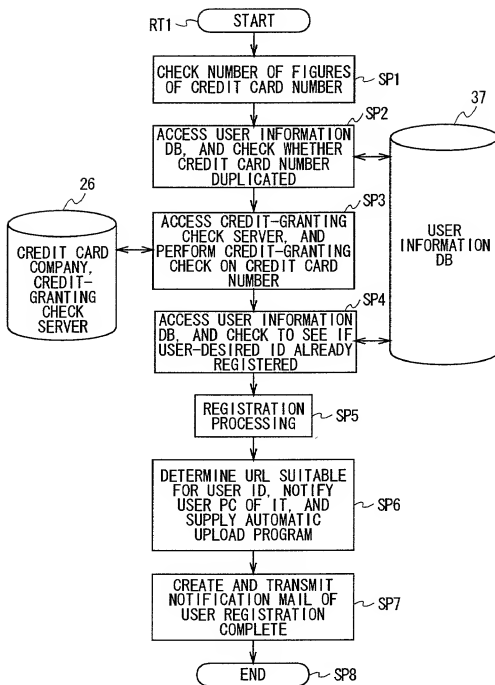 RT1
START
CHECK NUMBER OF FIGURES
OF CREDIT CARD NUMBER
SP1
SP2
ACCESS USER INFORMATION
DB, AND CHECK WHETHER
CREDIT CARD NUMBER
DUPLICATED
37
USER
INFORMATION
DB
SP3
ACCESS CREDIT-GRANTING
CHECK SERVER, AND
PERFORM CREDIT-GRANTING
CHECK ON CREDIT CARD
NUMBER
26
CREDIT CARD
COMPANY,
CREDIT-
GRANTING
CHECK
SERVER
SP4
ACCESS USER INFORMATION
DB, AND CHECK TO SEE IF
USER-DESIRED ID ALREADY
REGISTERED
REGISTRATION
PROCESSING
SP5
DETERMINE URL SUITABLE
FOR USER ID, NOTIFY
USER PC OF IT, AND
SUPPLY AUTOMATIC
UPLOAD PROGRAM
SP6
CREATE AND TRANSMIT
NOTIFICATION MAIL OF
USER REGISTRATION
COMPLETE
SP7
END
SP8